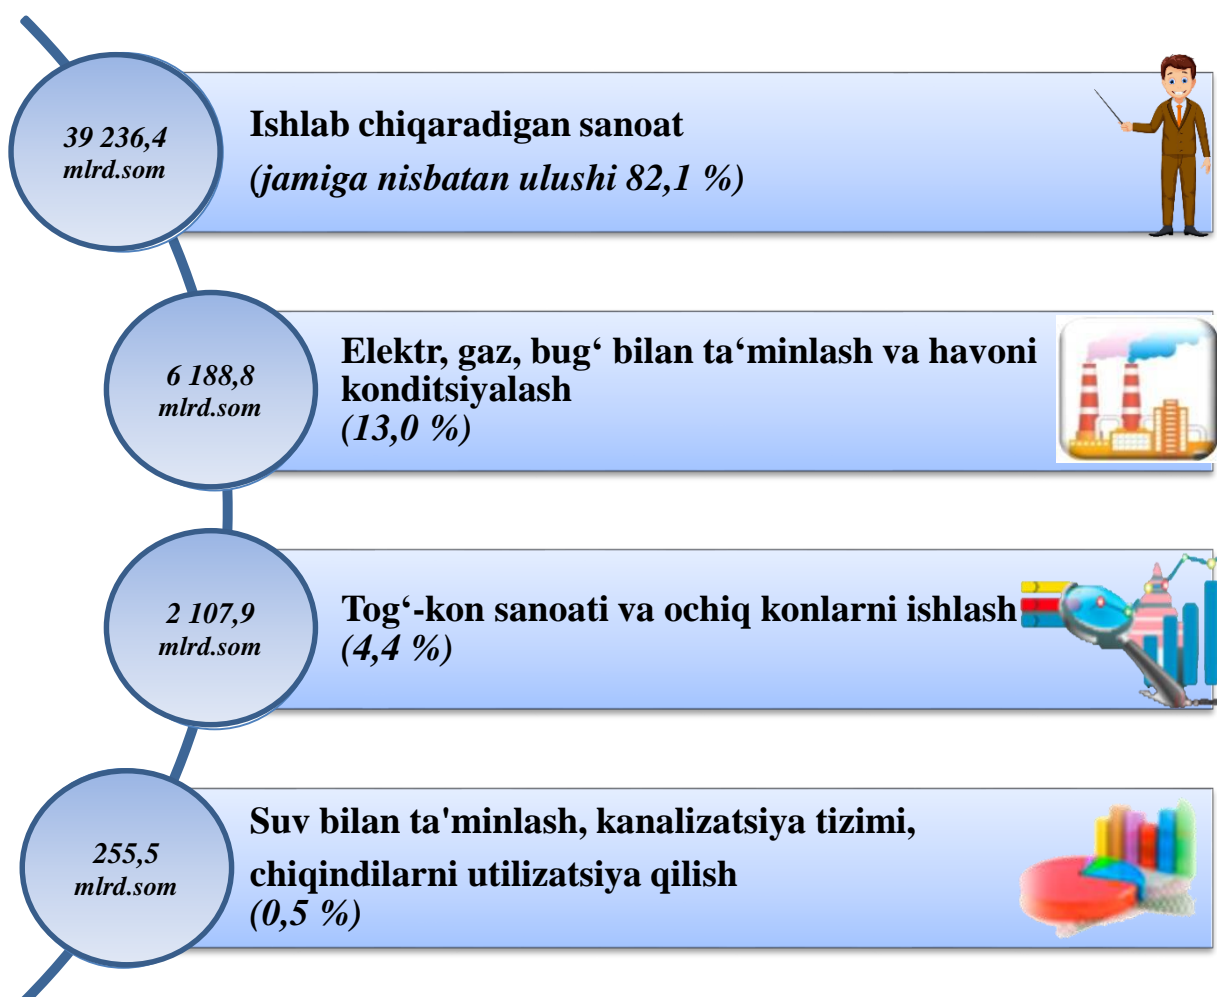 39 236,4
mlrd.som
Ishlab chiqaradigan sanoat
(jamiga nisbatan ulushi 82,1 %)
6 188,8
mlrd.som
Elektr, gaz, bug‘ bilan ta‘minlash va havoni
konditsiyalash
(13,0 %)
2 107,9
mlrd.som
Tog‘-kon sanoati va ochiq konlarni ishlash
(4,4 %)
255,5
mlrd.som
Suv bilan ta'minlash, kanalizatsiya tizimi,
chiqindilarni utilizatsiya qilish
(0,5 %)